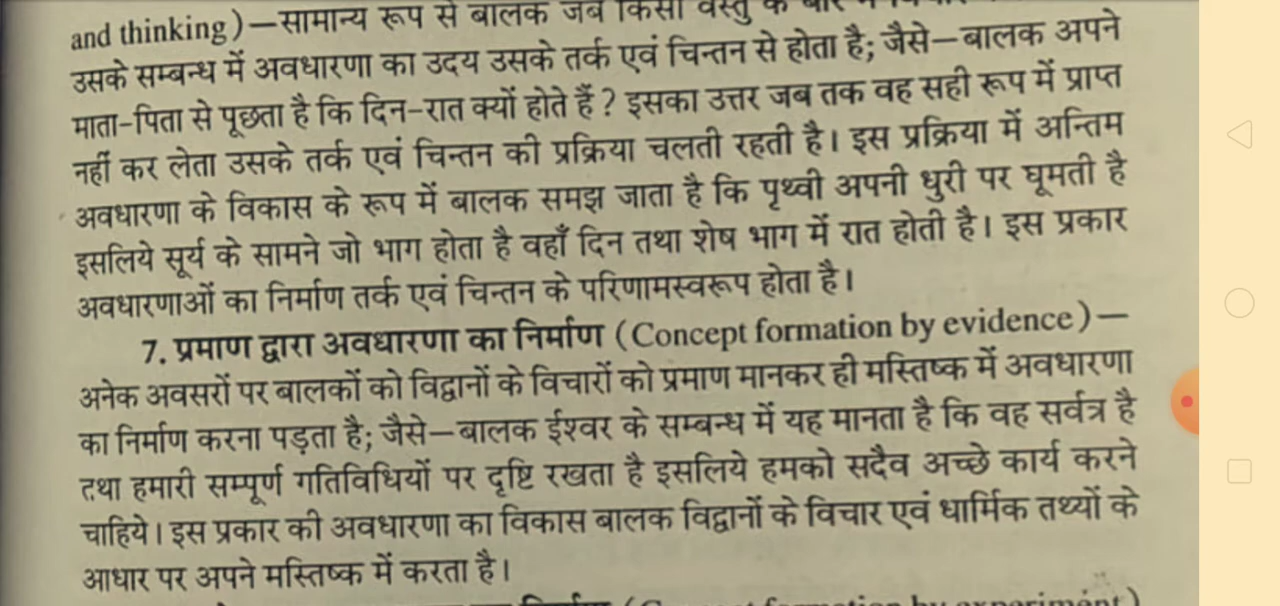 and thinking)—सामान्य रूप से बालक जब किसी वस्तु के बारे में
उसके सम्बन्ध में अवधारणा का उदय उसके तर्क एवं चिन्तन से होता है; जैसे—बालक अपने
माता-पिता से पूछता है कि दिन-रात क्यों होते हैं? इसका उत्तर जब तक वह सही रूप में प्राप्त
नहीं कर लेता उसके तर्क एवं चिन्तन की प्रक्रिया चलती रहती है। इस प्रक्रिया में अन्तिम
अवधारणा के विकास के रूप में बालक समझ जाता है कि पृथ्वी अपनी धुरी पर घूमती है
इसलिये सूर्य के सामने जो भाग होता है वहाँ दिन तथा शेष भाग में रात होती है। इस प्रकार
अवधारणाओं का निर्माण तर्क एवं चिन्तन के परिणामस्वरूप होता है।
7. प्रमाण द्वारा अवधारणा का निर्माण (Concept formation by evidence)—
अनेक अवसरों पर बालकों को विद्वानों के विचारों को प्रमाण मानकर ही मस्तिष्क में अवधारणा
का निर्माण करना पड़ता है; जैसे—बालक ईश्वर के सम्बन्ध में यह मानता है कि वह सर्वत्र है
तथा हमारी सम्पूर्ण गतिविधियों पर दृष्टि रखता है इसलिये हमको सदैव अच्छे कार्य करने
चाहिये। इस प्रकार की अवधारणा का विकास बालक विद्वानों के विचार एवं धार्मिक तथ्यों के
आधार पर अपने मस्तिष्क में करता है।
निर्माण (Concept formation by experiment)